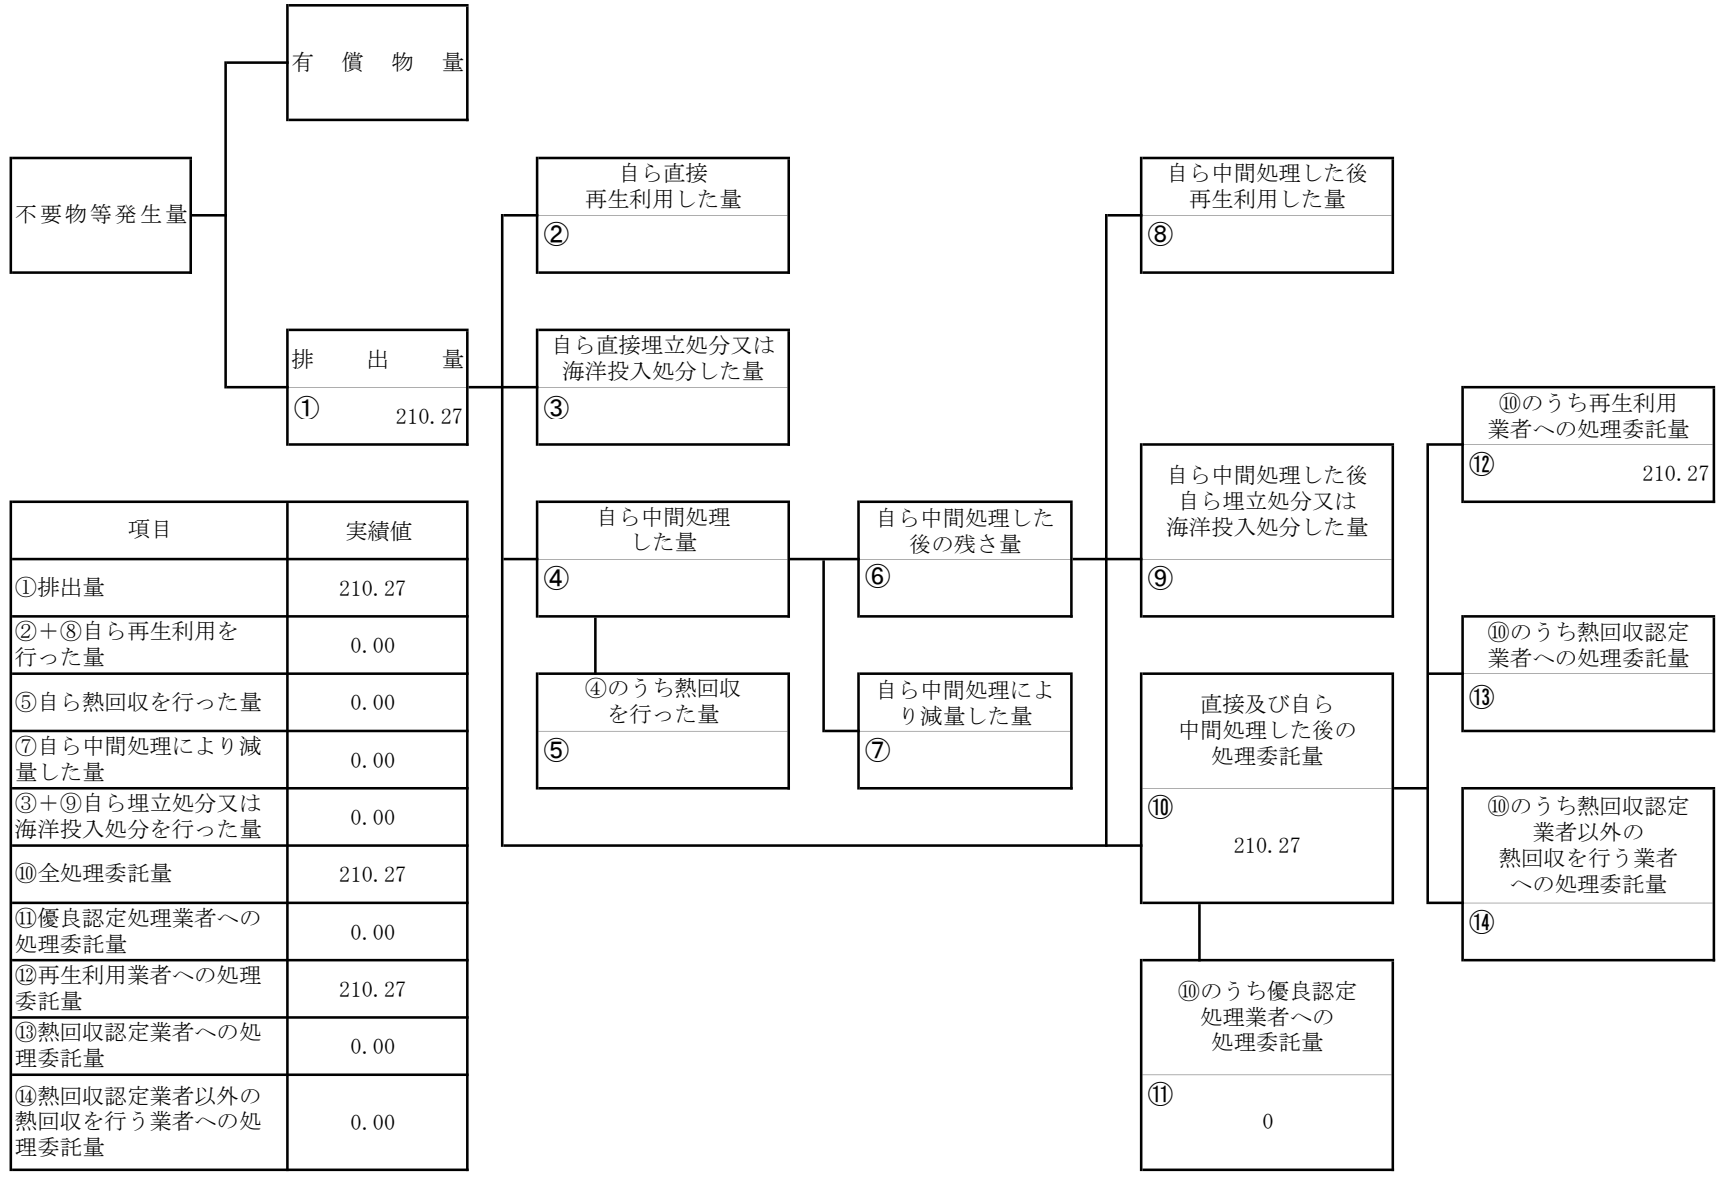 有償物量
不要物等発生量
排出量
①
210.27
自ら直接
再生利用した量
②
自ら直接埋立処分又は
海洋投入処分した量
③
自ら中間処理
した量
④
④のうち熱回収
を行った量
⑤
自ら中間処理した
後の残さ量
⑥
自ら中間処理によ
り減量した量
⑦
自ら中間処理した後
再生利用した量
⑧
自ら中間処理した後
自ら埋立処分又は
海洋投入処分した量
⑨
直接及び自ら
中間処理した後の
処理委託量
⑩
210.27
⑩のうち優良認定
処理業者への
処理委託量
⑪
0
⑩のうち再生利用
業者への処理委託量
⑫
210.27
⑩のうち熱回収認定
業者への処理委託量
⑬
⑩のうち熱回収認定
業者以外の
熱回収を行う業者
への処理委託量
⑭
項目 実績値
①排出量 210.27
②+⑧自ら再生利用を
行った量 0.00
⑤自ら熱回収を行った量 0.00
⑦自ら中間処理により減
量した量 0.00
③+⑨自ら埋立処分又は
海洋投入処分を行った量 0.00
⑩全処理委託量 210.27
⑪優良認定処理業者への
処理委託量 0.00
⑫再生利用業者への処理
委託量 210.27
⑬熱回収認定業者への処
理委託量 0.00
⑭熱回収認定業者以外の
熱回収を行う業者への処
理委託量 0.00